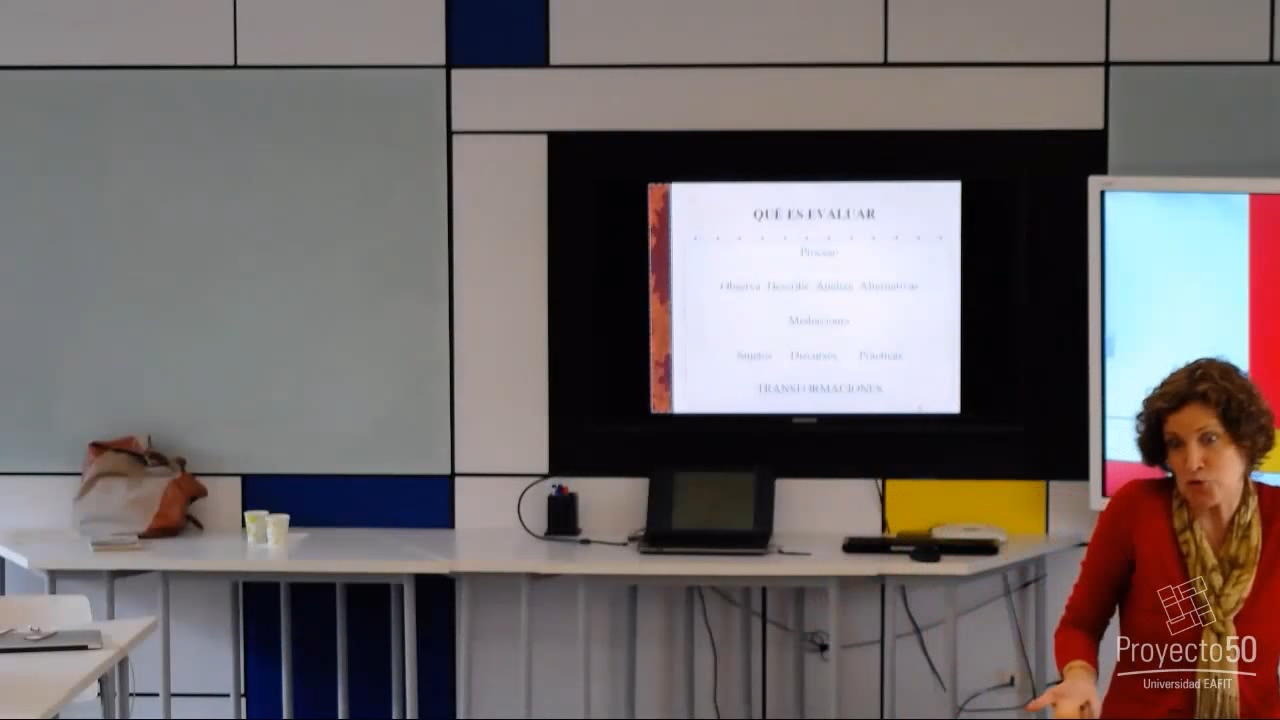 QUÉ ES EVALUAR
Proceso
Observa Describe Analiza Alternativas
Mediaciones
Sujetos Discursos Prácticas
TRANSFORMACIONES
Proyecto50
Universidad EAFIT